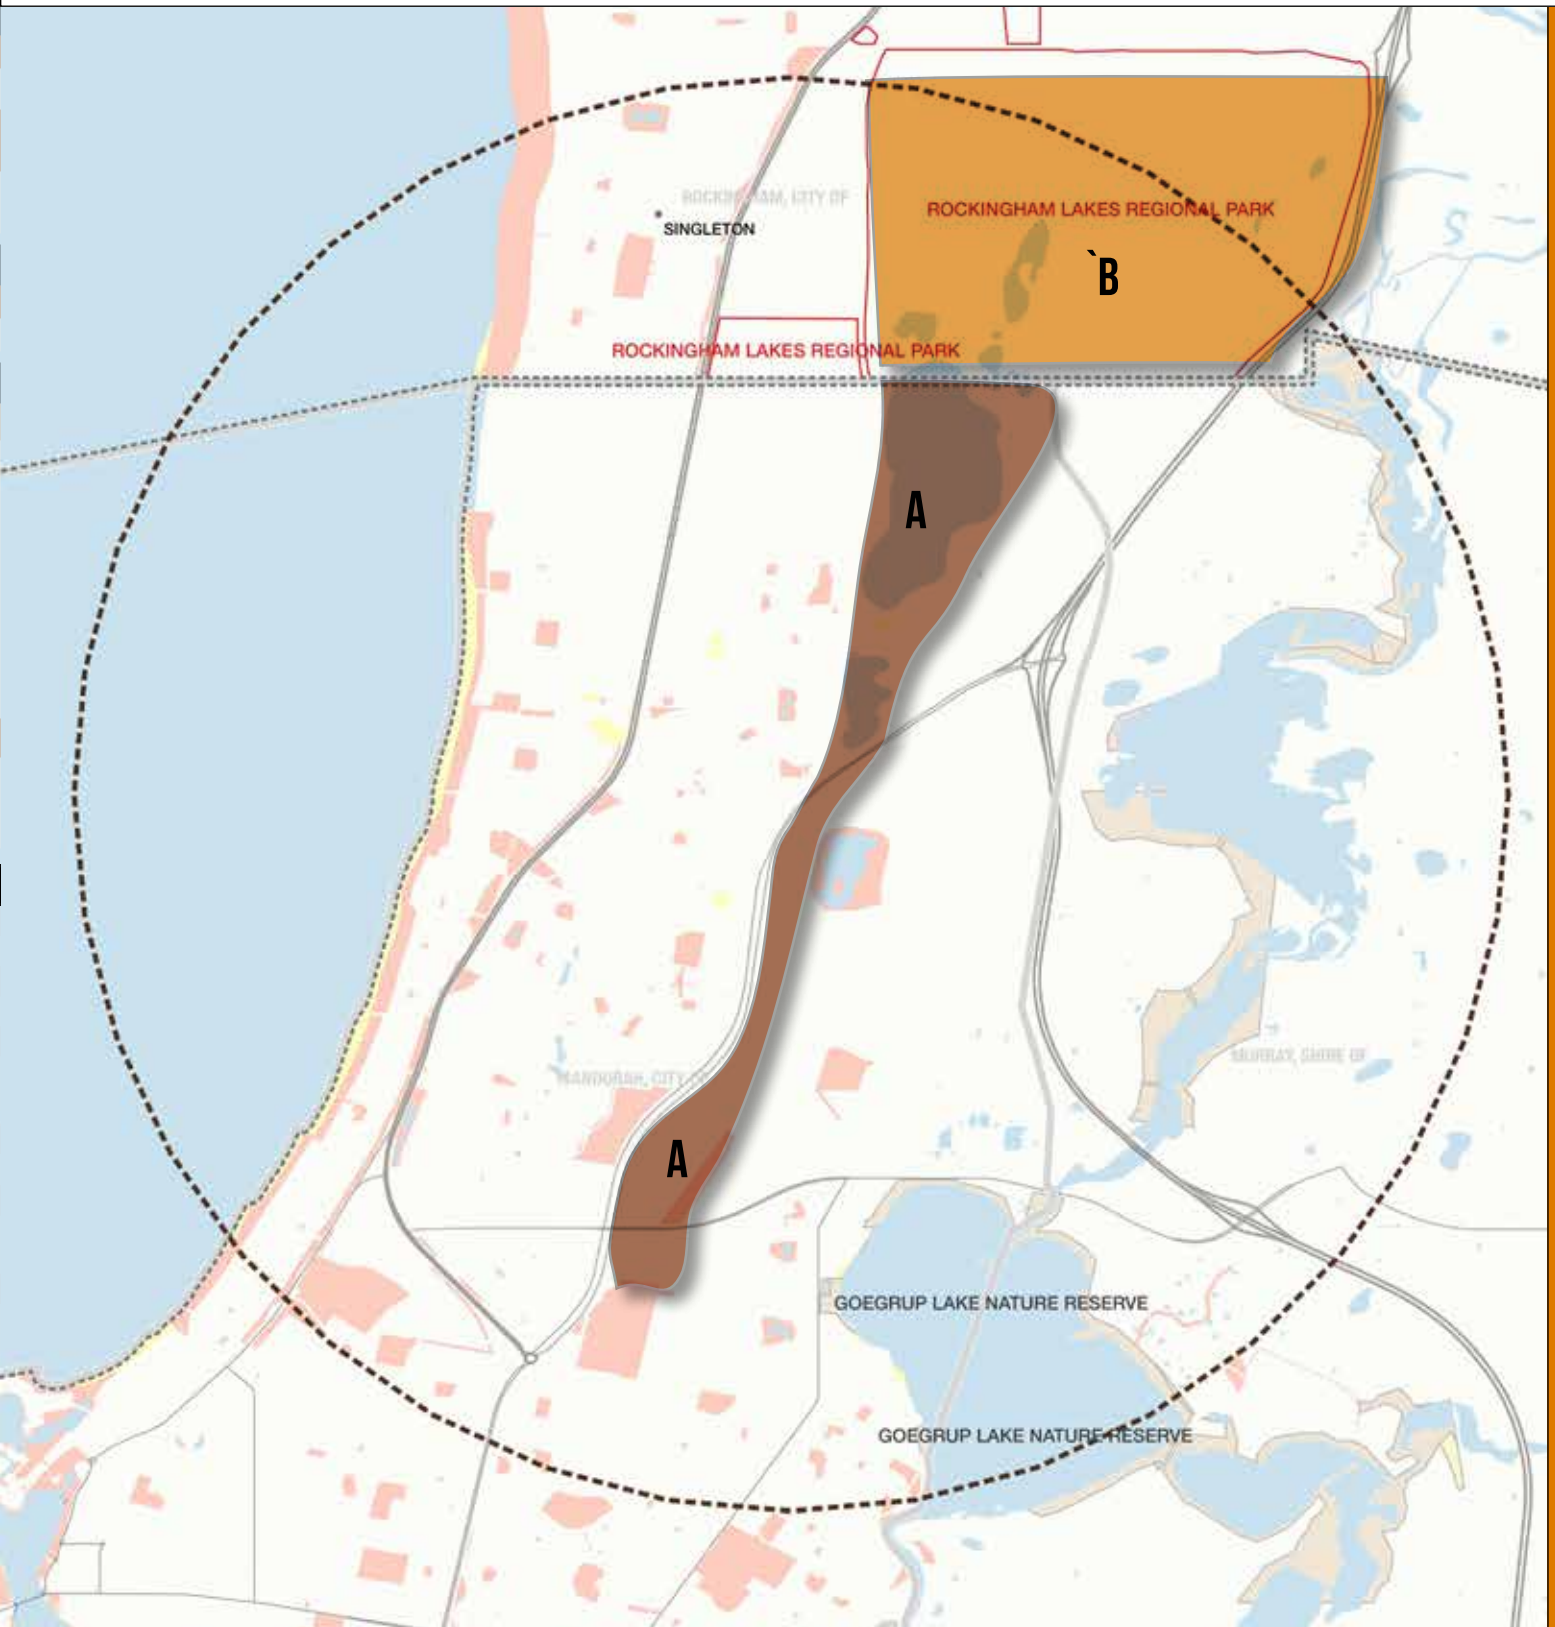 ROCKINGHAM, CITY OF
ROCKINGHAM LAKES REGIONAL PARK
SINGLETON
`B
ROCKINGHAM LAKES REGIONAL PARK
A
MURRAY, SHIRE OF
MANDURAH, CITY OF
A
GOEGRUP LAKE NATURE RESERVE
GOEGRUP LAKE NATURE RESERVE